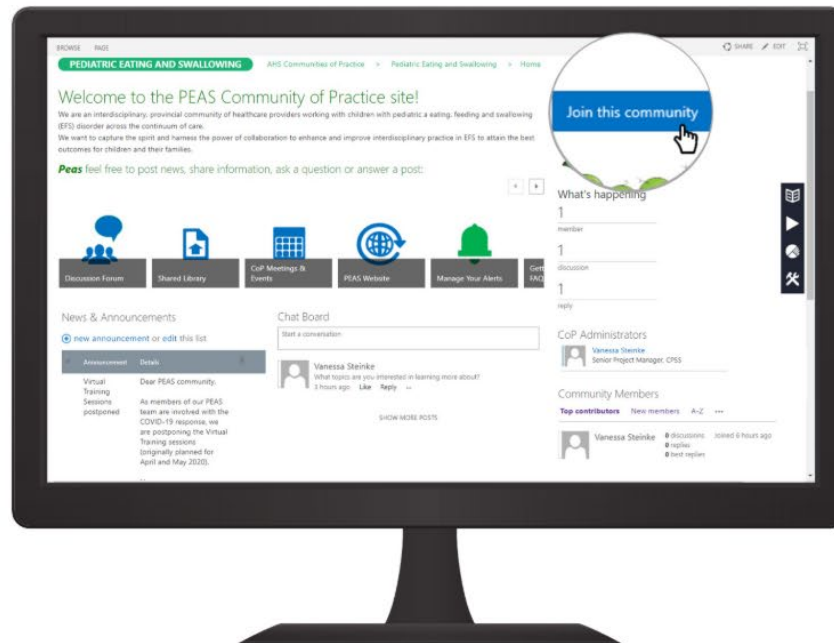 BROWSE PAGE
SHARE EDIT
PEDIATRIC EATING AND SWALLOWING
AHS Communities of Practice > Pediatric Eating and Swallowing > Home
Welcome to the PEAS Community of Practice site!
We are an interdisciplinary, provincial community of healthcare providers working with children with pediatric a eating, feeding and swallowing
(EFS) disorder across the continuum of care.
We want to capture the spirit and harness the power of collaboration to enhance and improve interdisciplinary practice in EFS to attain the best
outcomes for children and their families.
Peas feel free to post news, share information, ask a question or answer a post:
Join this community
What's happening
1
member
1
discussion
1
reply
Discussion Forum
Shared Library
CoP Meetings &
Events
PEAS Website
Manage Your Alerts
Gett
FAQ
News & Announcements
new announcement or edit this list
Announcement Details
Virtual
Training
Sessions
postponed
Dear PEAS community,
As members of our PEAS
team are involved with the
COVID-19 response, we
are postponing the Virtual
Training sessions
(originally planned for
April and May 2020).
Chat Board
Start a conversation
Vanessa Steinke
What topics are you interested in learning more about?
3 hours ago Like Reply ...
SHOW MORE POSTS
CoP Administrators
Vanessa Steinke
Senior Project Manager, CPSS
Community Members
Top contributors New members A-Z ...
Vanessa Steinke
0 discussions
0 replies
0 best replies
Joined 6 hours ago